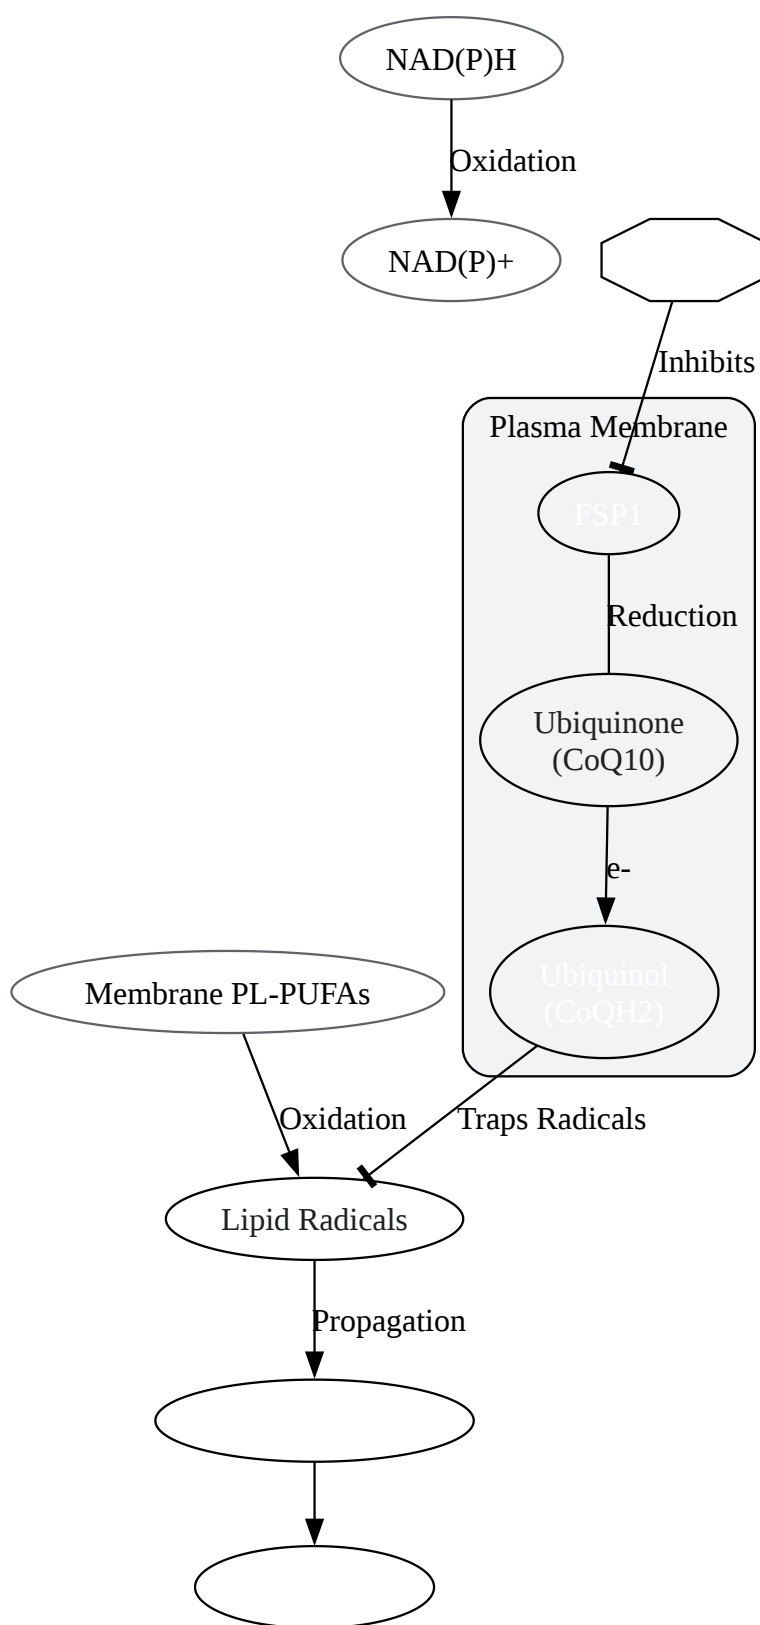 NAD(P)H
Oxidation
NAD(P)+
Inhibits
Plasma Membrane
FSP1
Reduction
Ubiquinone
(CoQ10)
e-
Ubiquinol
(CoQH2)
Membrane PL-PUFAs
Oxidation
Traps Radicals
Lipid Radicals
Propagation